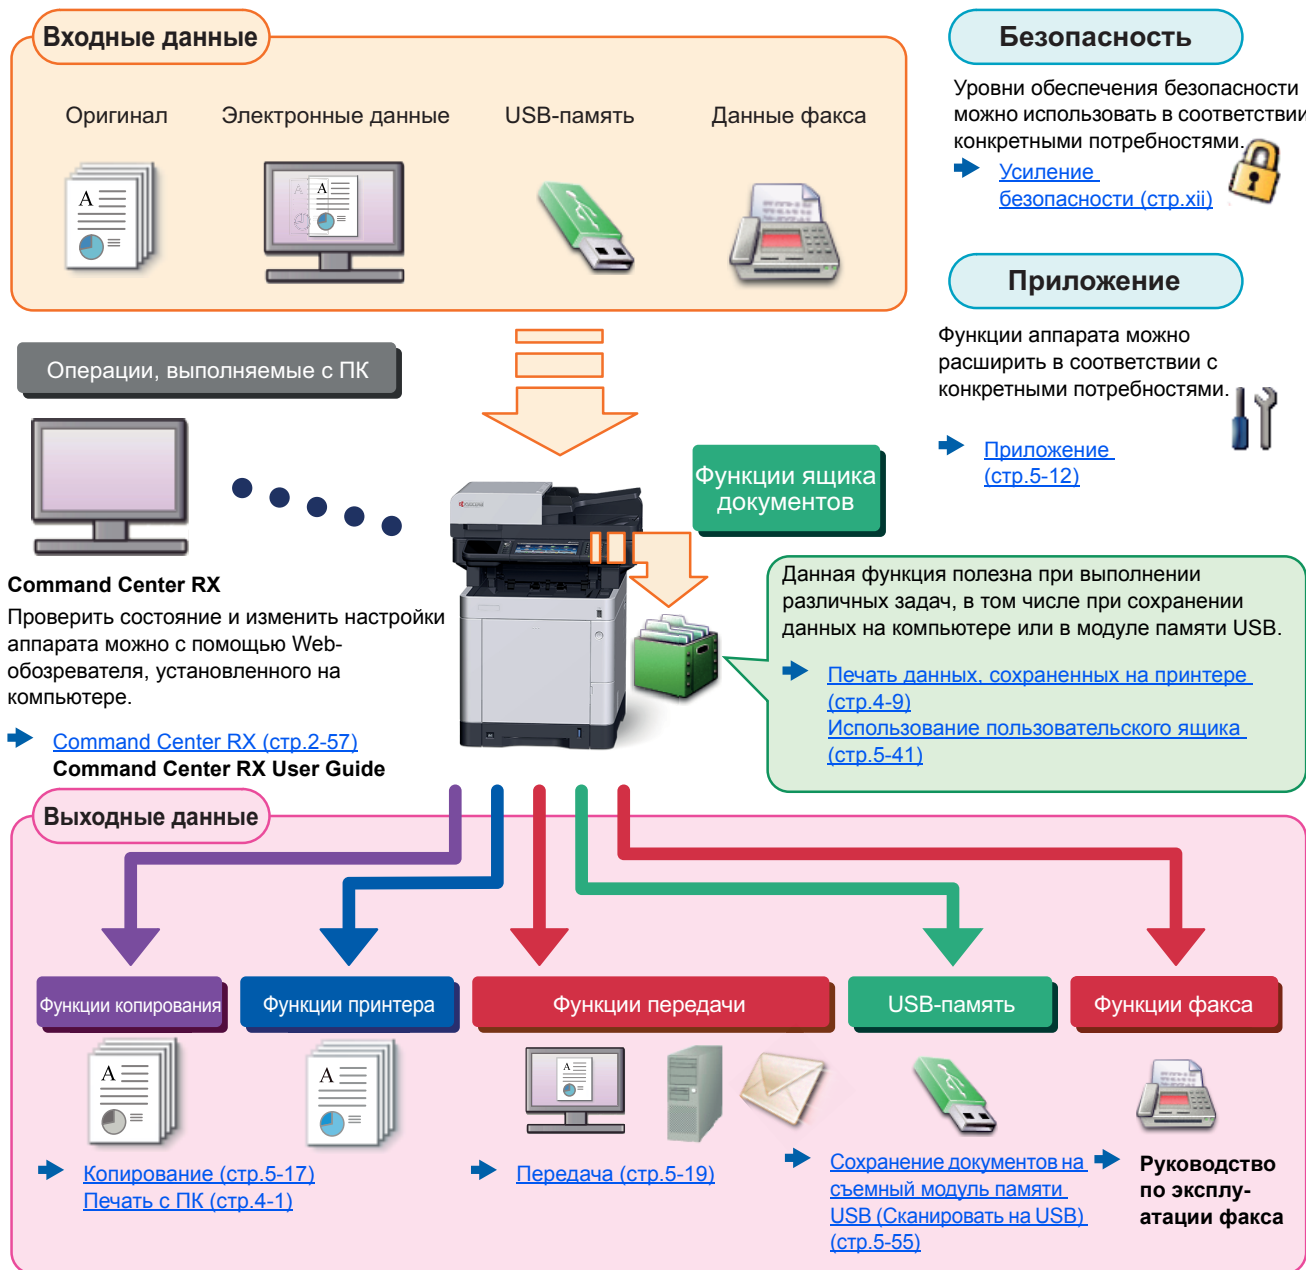 Входные данные
Оригинал
Электронные данные
USB-память
Данные факса
Безопасность
Уровни обеспечения безопасности
можно использовать в соответствии
конкретными потребностями.
Усиление
безопасности (стр.xii)
Приложение
Функции аппарата можно
расширить в соответствии с
конкретными потребностями.
Приложение
(стр.5-12)
Операции, выполняемые с ПК
Command Center RX
Проверить состояние и изменить настройки
аппарата можно с помощью Web-
обозревателя, установленного на
компьютере.
Command Center RX (стр.2-57)
Command Center RX User Guide
Функции ящика
документов
Данная функция полезна при выполнении
различных задач, в том числе при сохранении
данных на компьютере или в модуле памяти USB.
Печать данных, сохраненных на принтере
(стр.4-9)
Использование пользовательского ящика
(стр.5-41)
Выходные данные
Функции копирования
Функции принтера
Функции передачи
USB-память
Функции факса
Копирование (стр.5-17)
Печать с ПК (стр.4-1)
Передача (стр.5-19)
Сохранение документов на
съемный модуль памяти
USB (Сканировать на USB)
(стр.5-55)
Руководство
по эксплу-
атации факса